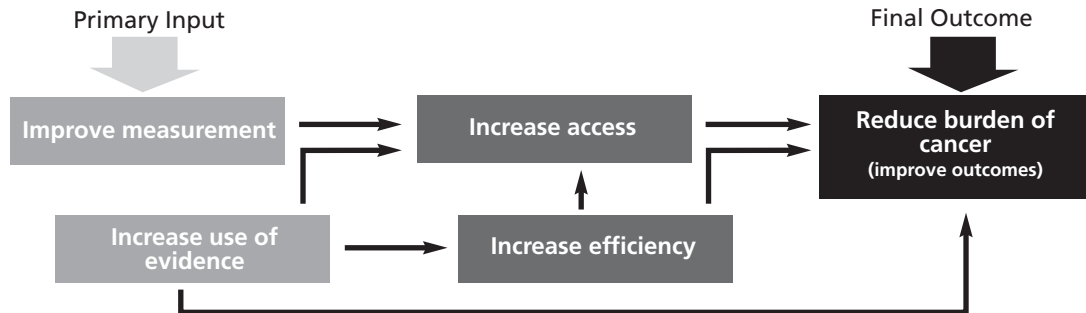 Primary Input
Final Outcome
Improve measurement
Increase access
Reduce burden of
cancer
(improve outcomes)
Increase use of
evidence
Increase efficiency